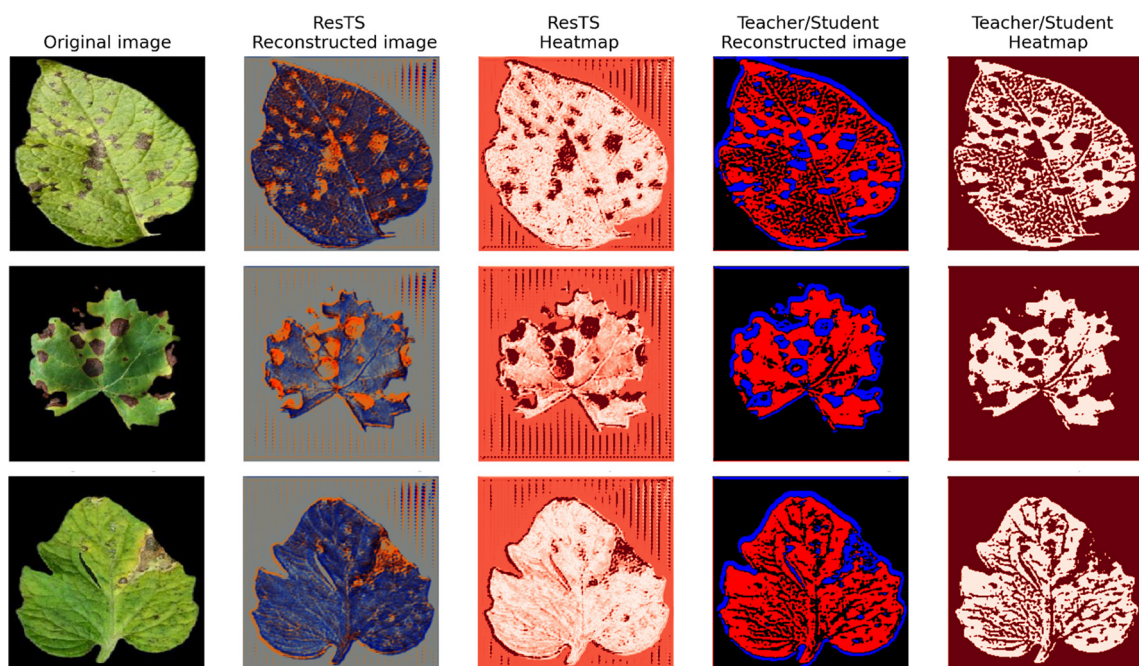 Original image
ResTS
Reconstructed image
ResTS
Heatmap
Teacher/Student
Reconstructed image
Teacher/Student
Heatmap